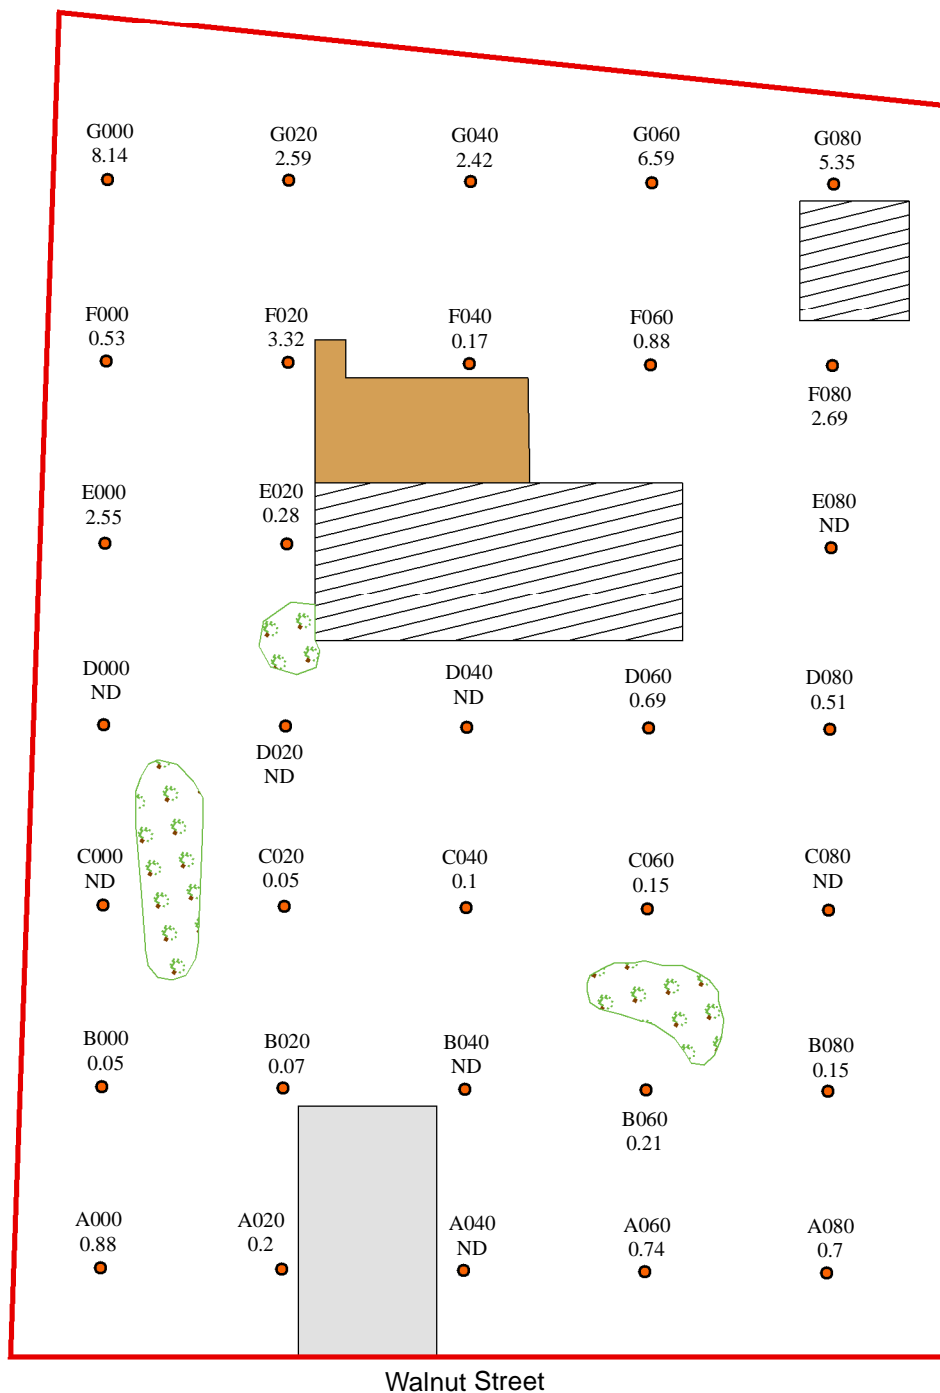 G000
8.14
G020
2.59
G040
2.42
G060
6.59
G080
5.35
F000
0.53
F020
3.32
F040
0.17
F060
0.88
F080
2.69
E000
2.55
E020
0.28
E080
ND
D000
ND
D020
ND
D040
ND
D060
0.69
D080
0.51
C000
ND
C020
0.05
C040
0.1
C060
0.15
C080
ND
B000
0.05
B020
0.07
B040
ND
B060
0.21
B080
0.15
A000
0.88
A020
0.2
A040
ND
A060
0.74
A080
0.7
Walnut Street